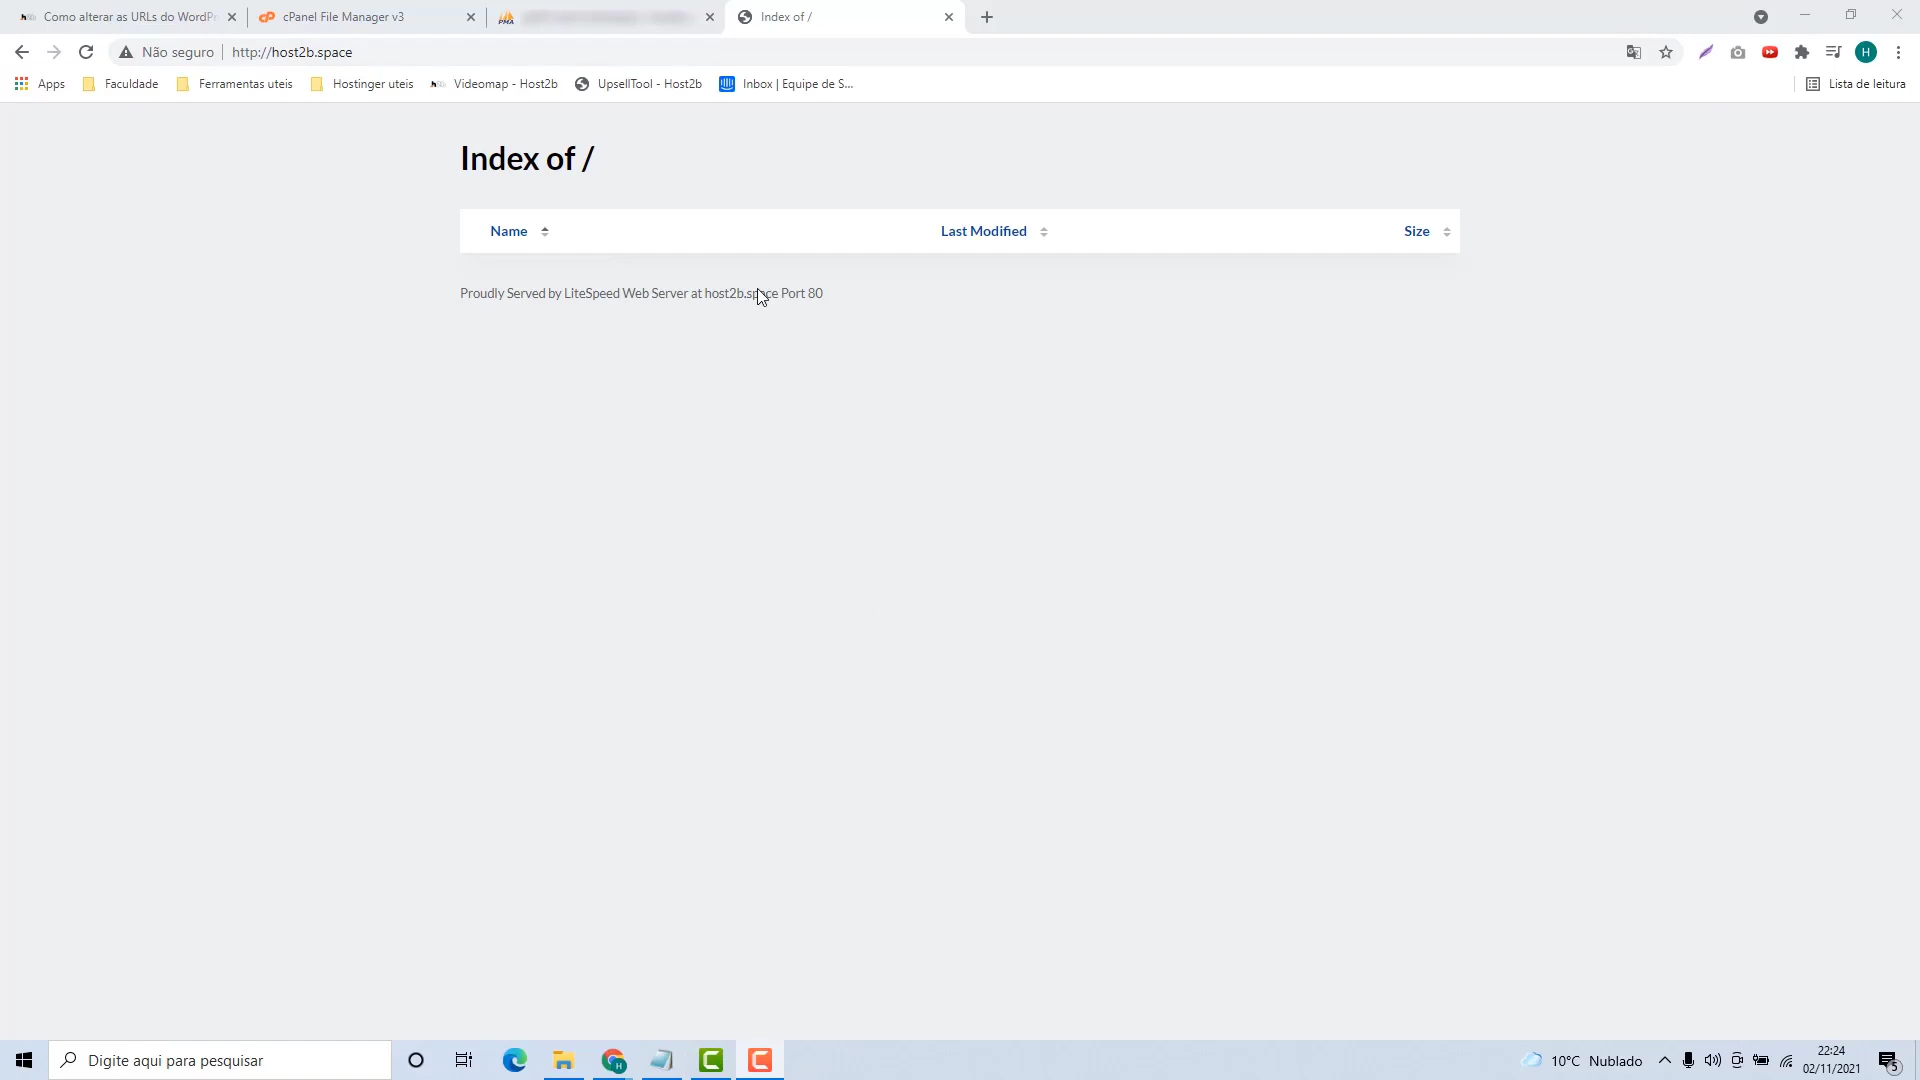 Como alterar as URLs do WordPr
cPanel File Manager v3
PMA
Index of /
Não seguro
http://host2b.space
H
Apps
Faculdade
Ferramentas uteis
Hostinger uteis
Videomap - Host2b
UpsellTool - Host2b
Inbox | Equipe de S...
Lista de leitura
Index of /
Name
Last Modified
Size
Proudly Served by LiteSpeed Web Server at host2b.space Port 80
Digite aqui para pesquisar
10°C Nublado
22:24
02/11/2021
5